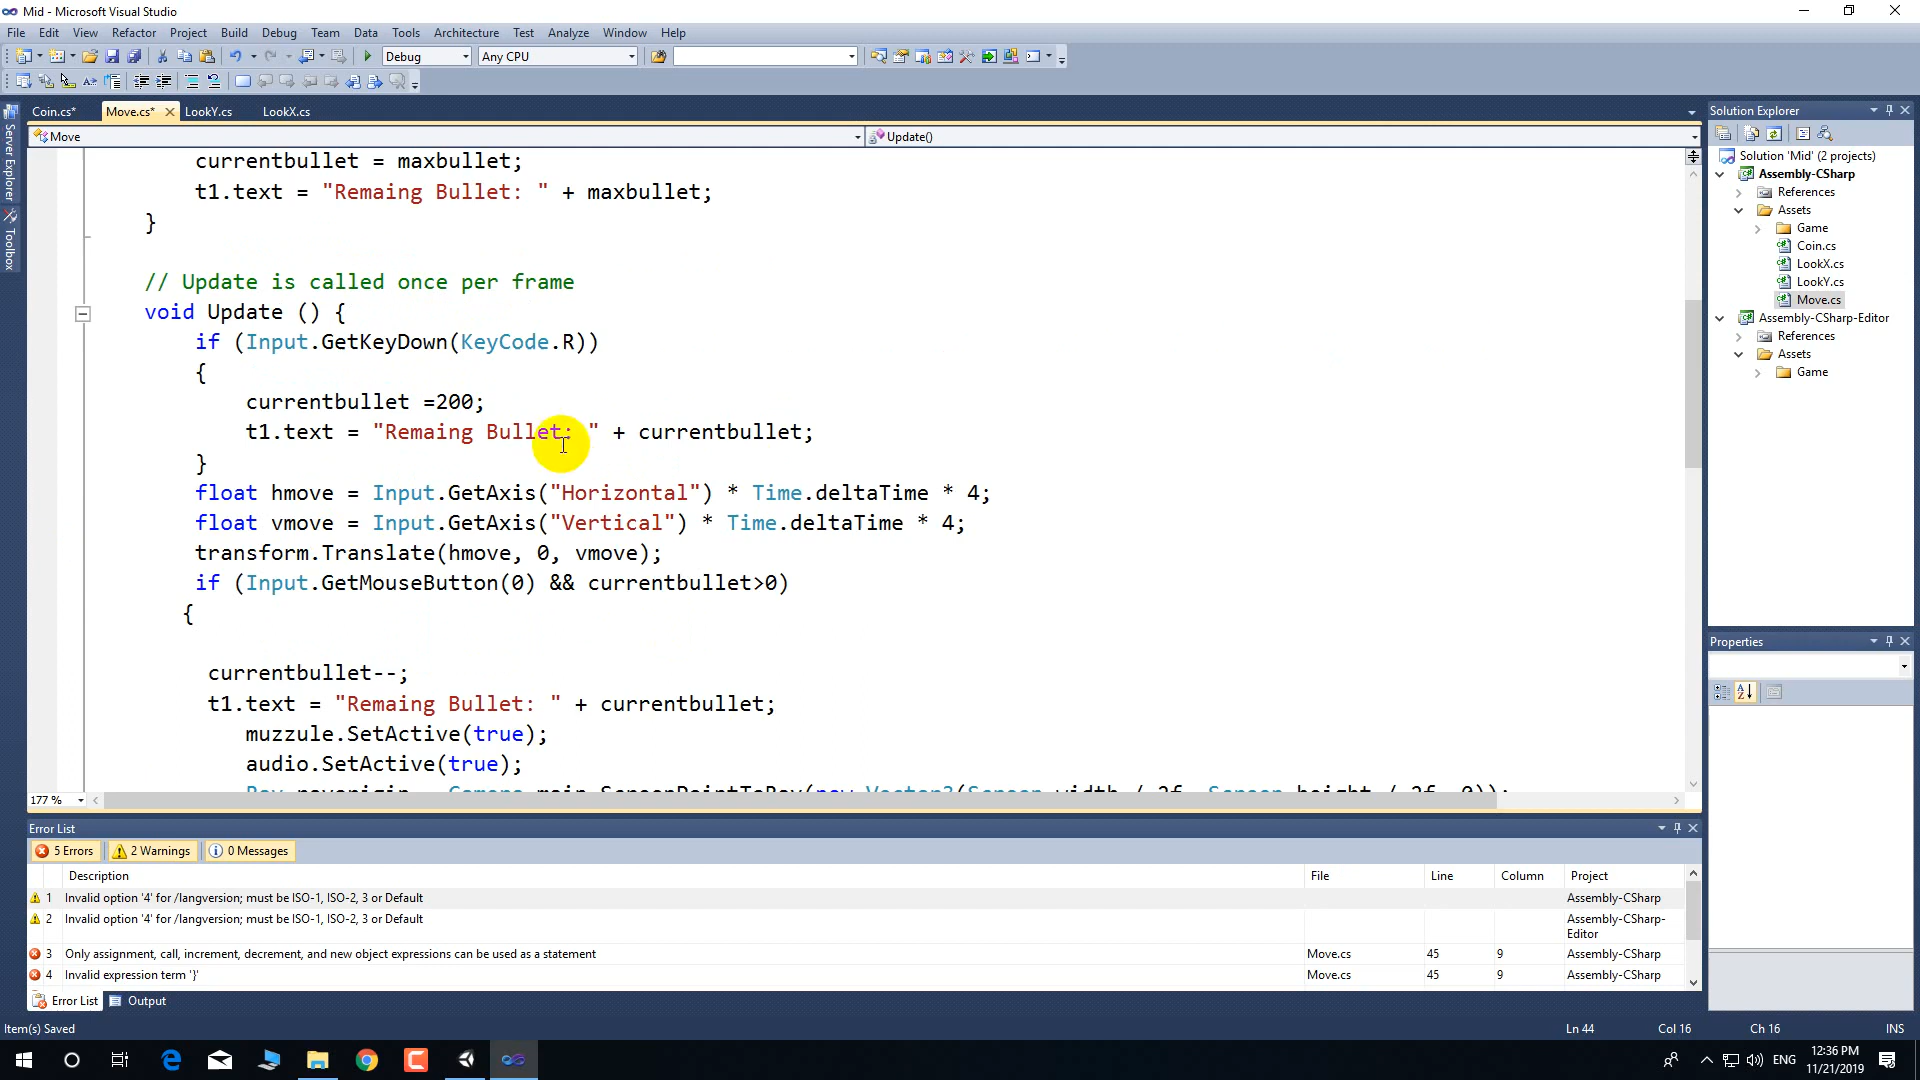 Mid - Microsoft Visual Studio
File Edit View Refactor Project Build Debug Team Data Tools Architecture Test Analyze Window Help
Debug Any CPU
Coin.cs* Move.cs* LookY.cs LookX.cs
Move Update()
Server Explorer
Toolbox
currentbullet = maxbullet;
t1.text = "Remaing Bullet: " + maxbullet;
}
// Update is called once per frame
void Update () {
if (Input.GetKeyDown(KeyCode.R))
{
currentbullet =200;
t1.text = "Remaing Bullet: " + currentbullet;
}
float hmove = Input.GetAxis("Horizontal") * Time.deltaTime * 4;
float vmove = Input.GetAxis("Vertical") * Time.deltaTime * 4;
transform.Translate(hmove, 0, vmove);
if (Input.GetMouseButton(0) && currentbullet>0)
{
currentbullet--;
t1.text = "Remaing Bullet: " + currentbullet;
muzzule.SetActive(true);
audio.SetActive(true);
177 %
Solution Explorer
Solution 'Mid' (2 projects)
Assembly-CSharp
References
Assets
Game
Coin.cs
LookX.cs
LookY.cs
Move.cs
Assembly-CSharp-Editor
References
Assets
Game
Properties
Error List
5 Errors 2 Warnings 0 Messages
Description File Line Column Project
1 Invalid option '4' for /langversion; must be ISO-1, ISO-2, 3 or Default Assembly-CSharp
2 Invalid option '4' for /langversion; must be ISO-1, ISO-2, 3 or Default Assembly-CSharp-
Editor
3 Only assignment, call, increment, decrement, and new object expressions can be used as a statement Move.cs 45 9 Assembly-CSharp
4 Invalid expression term '}' Move.cs 45 9 Assembly-CSharp
Error List Output
Item(s) Saved Ln 44 Col 16 Ch 16 INS
ENG 12:36 PM
11/21/2019